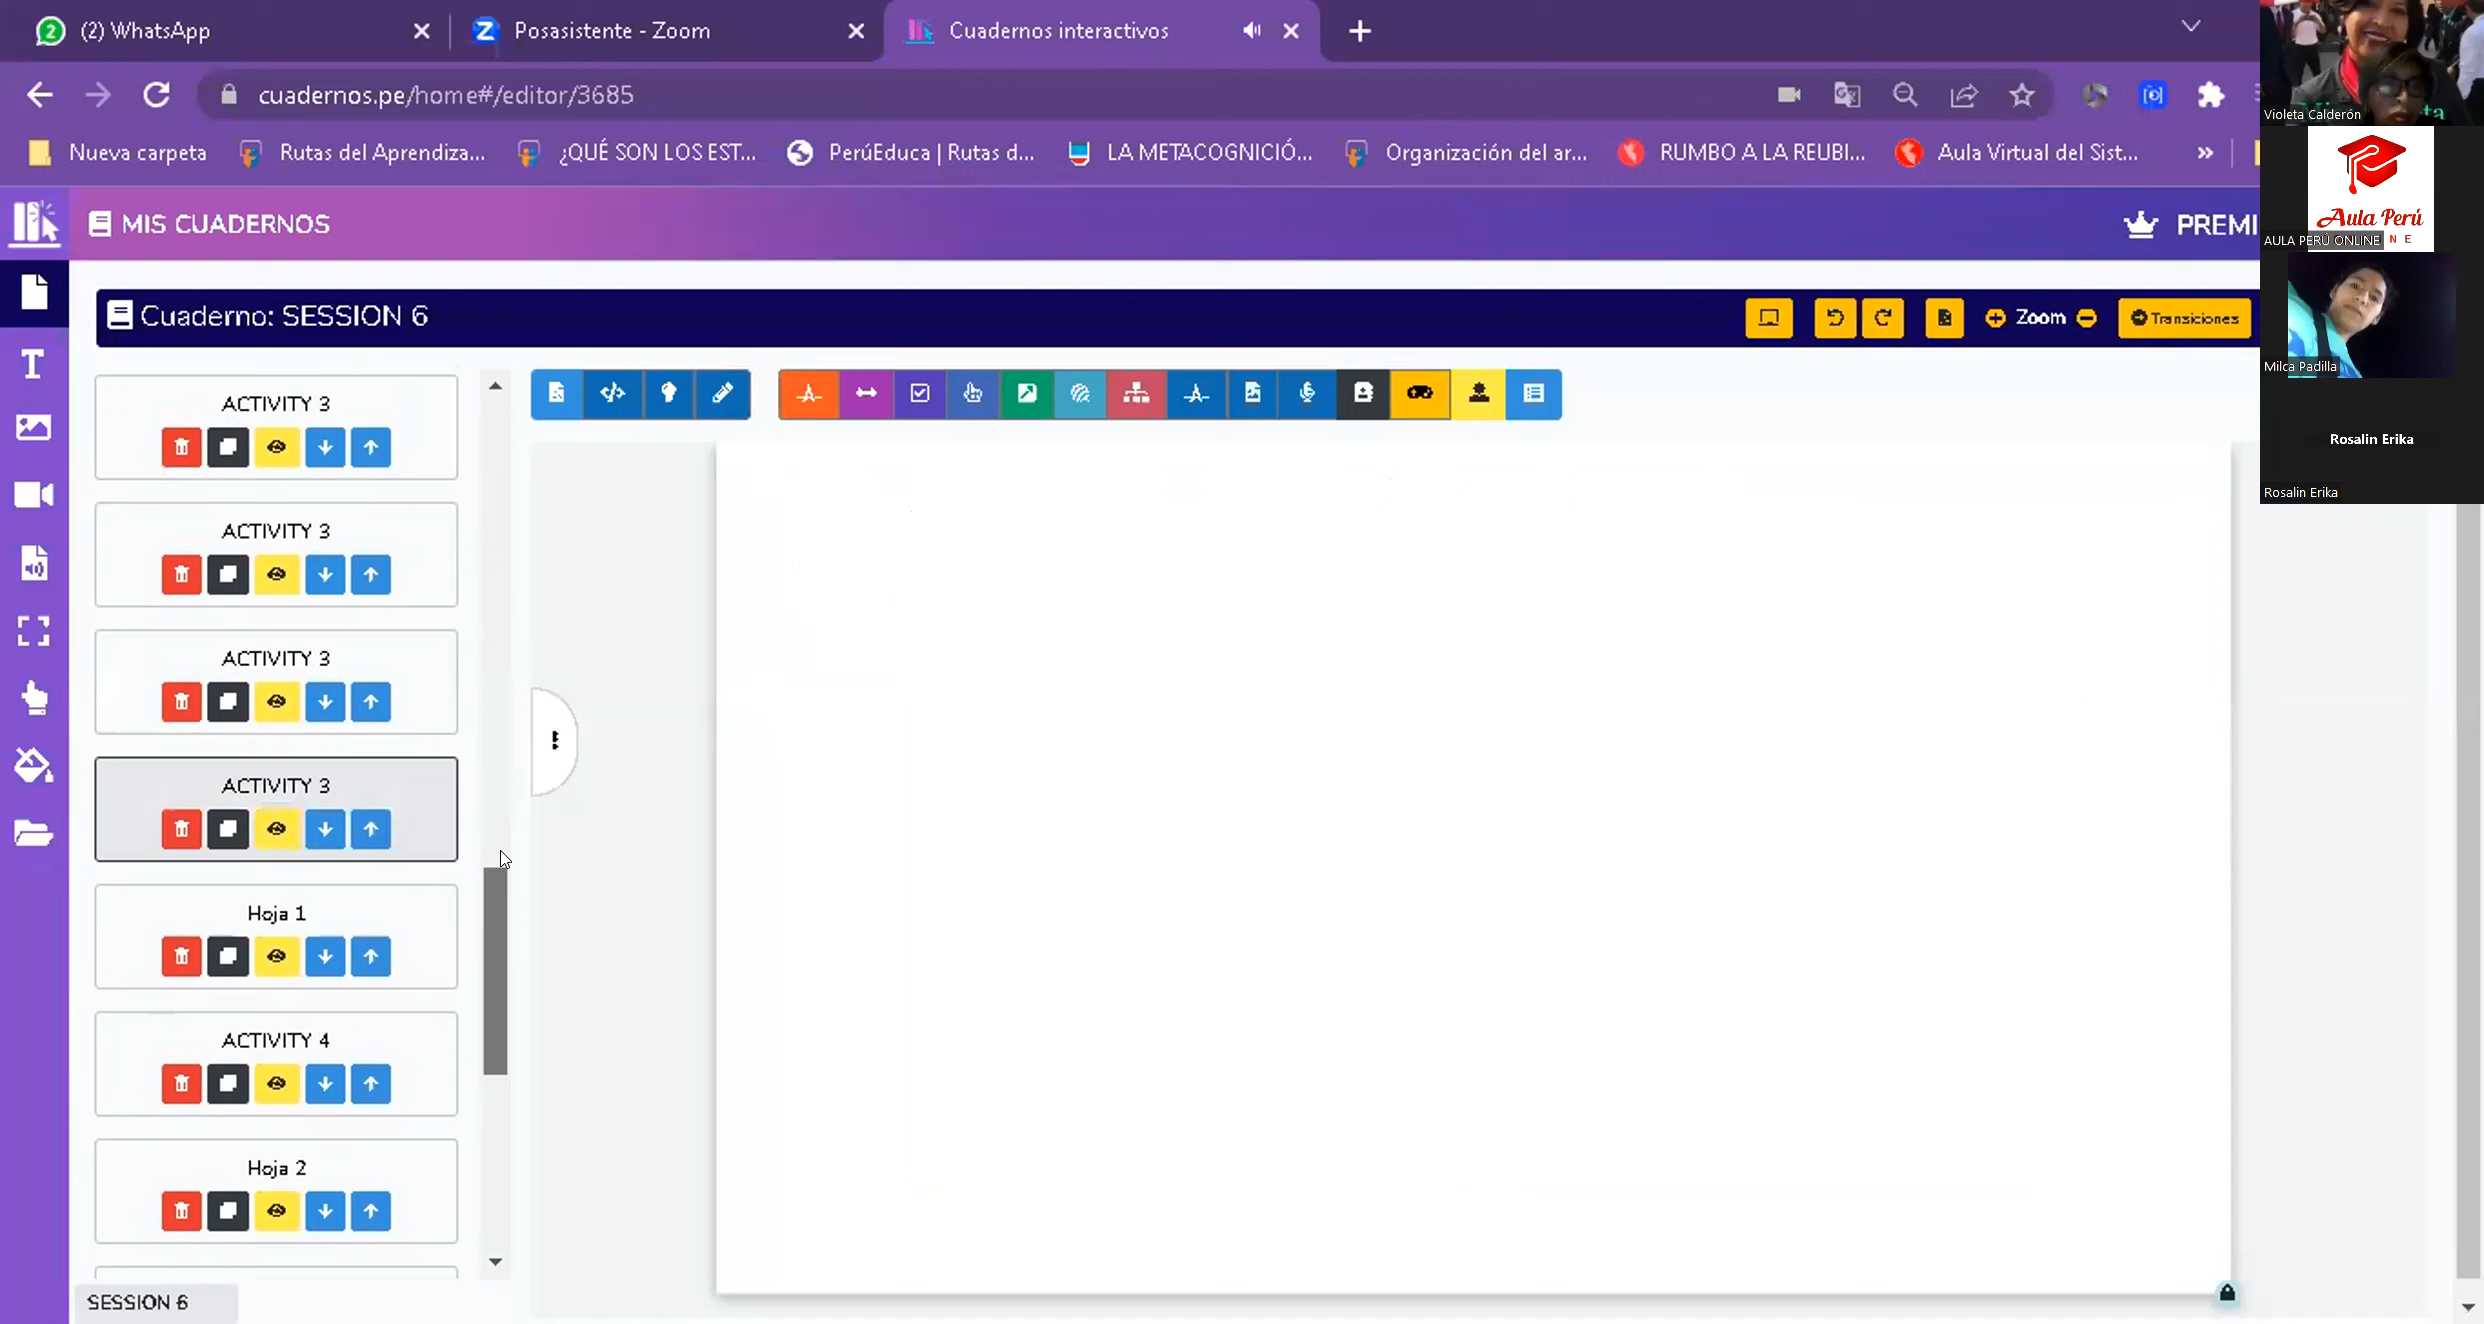 (2) WhatsApp
Posasistente - Zoom
Cuadernos interactivos
cuadernos.pe/home#/editor/3685
Nueva carpeta
Rutas del Aprendiza...
¿QUÉ SON LOS EST...
PerúEduca | Rutas d...
LA METACOGNICIÓ...
Organización del ar...
RUMBO A LA REUBI...
Aula Virtual del Sist...
MIS CUADERNOS
PREMI
Cuaderno: SESSION 6
Zoom
Transiciones
ACTIVITY 3
ACTIVITY 3
ACTIVITY 3
ACTIVITY 3
Hoja 1
ACTIVITY 4
Hoja 2
SESSION 6
Violeta Calderón
Aula Perú
AULA PERÚ ONLINE
N E
Milca Padilla
Rosalin Erika
Rosalin Erika